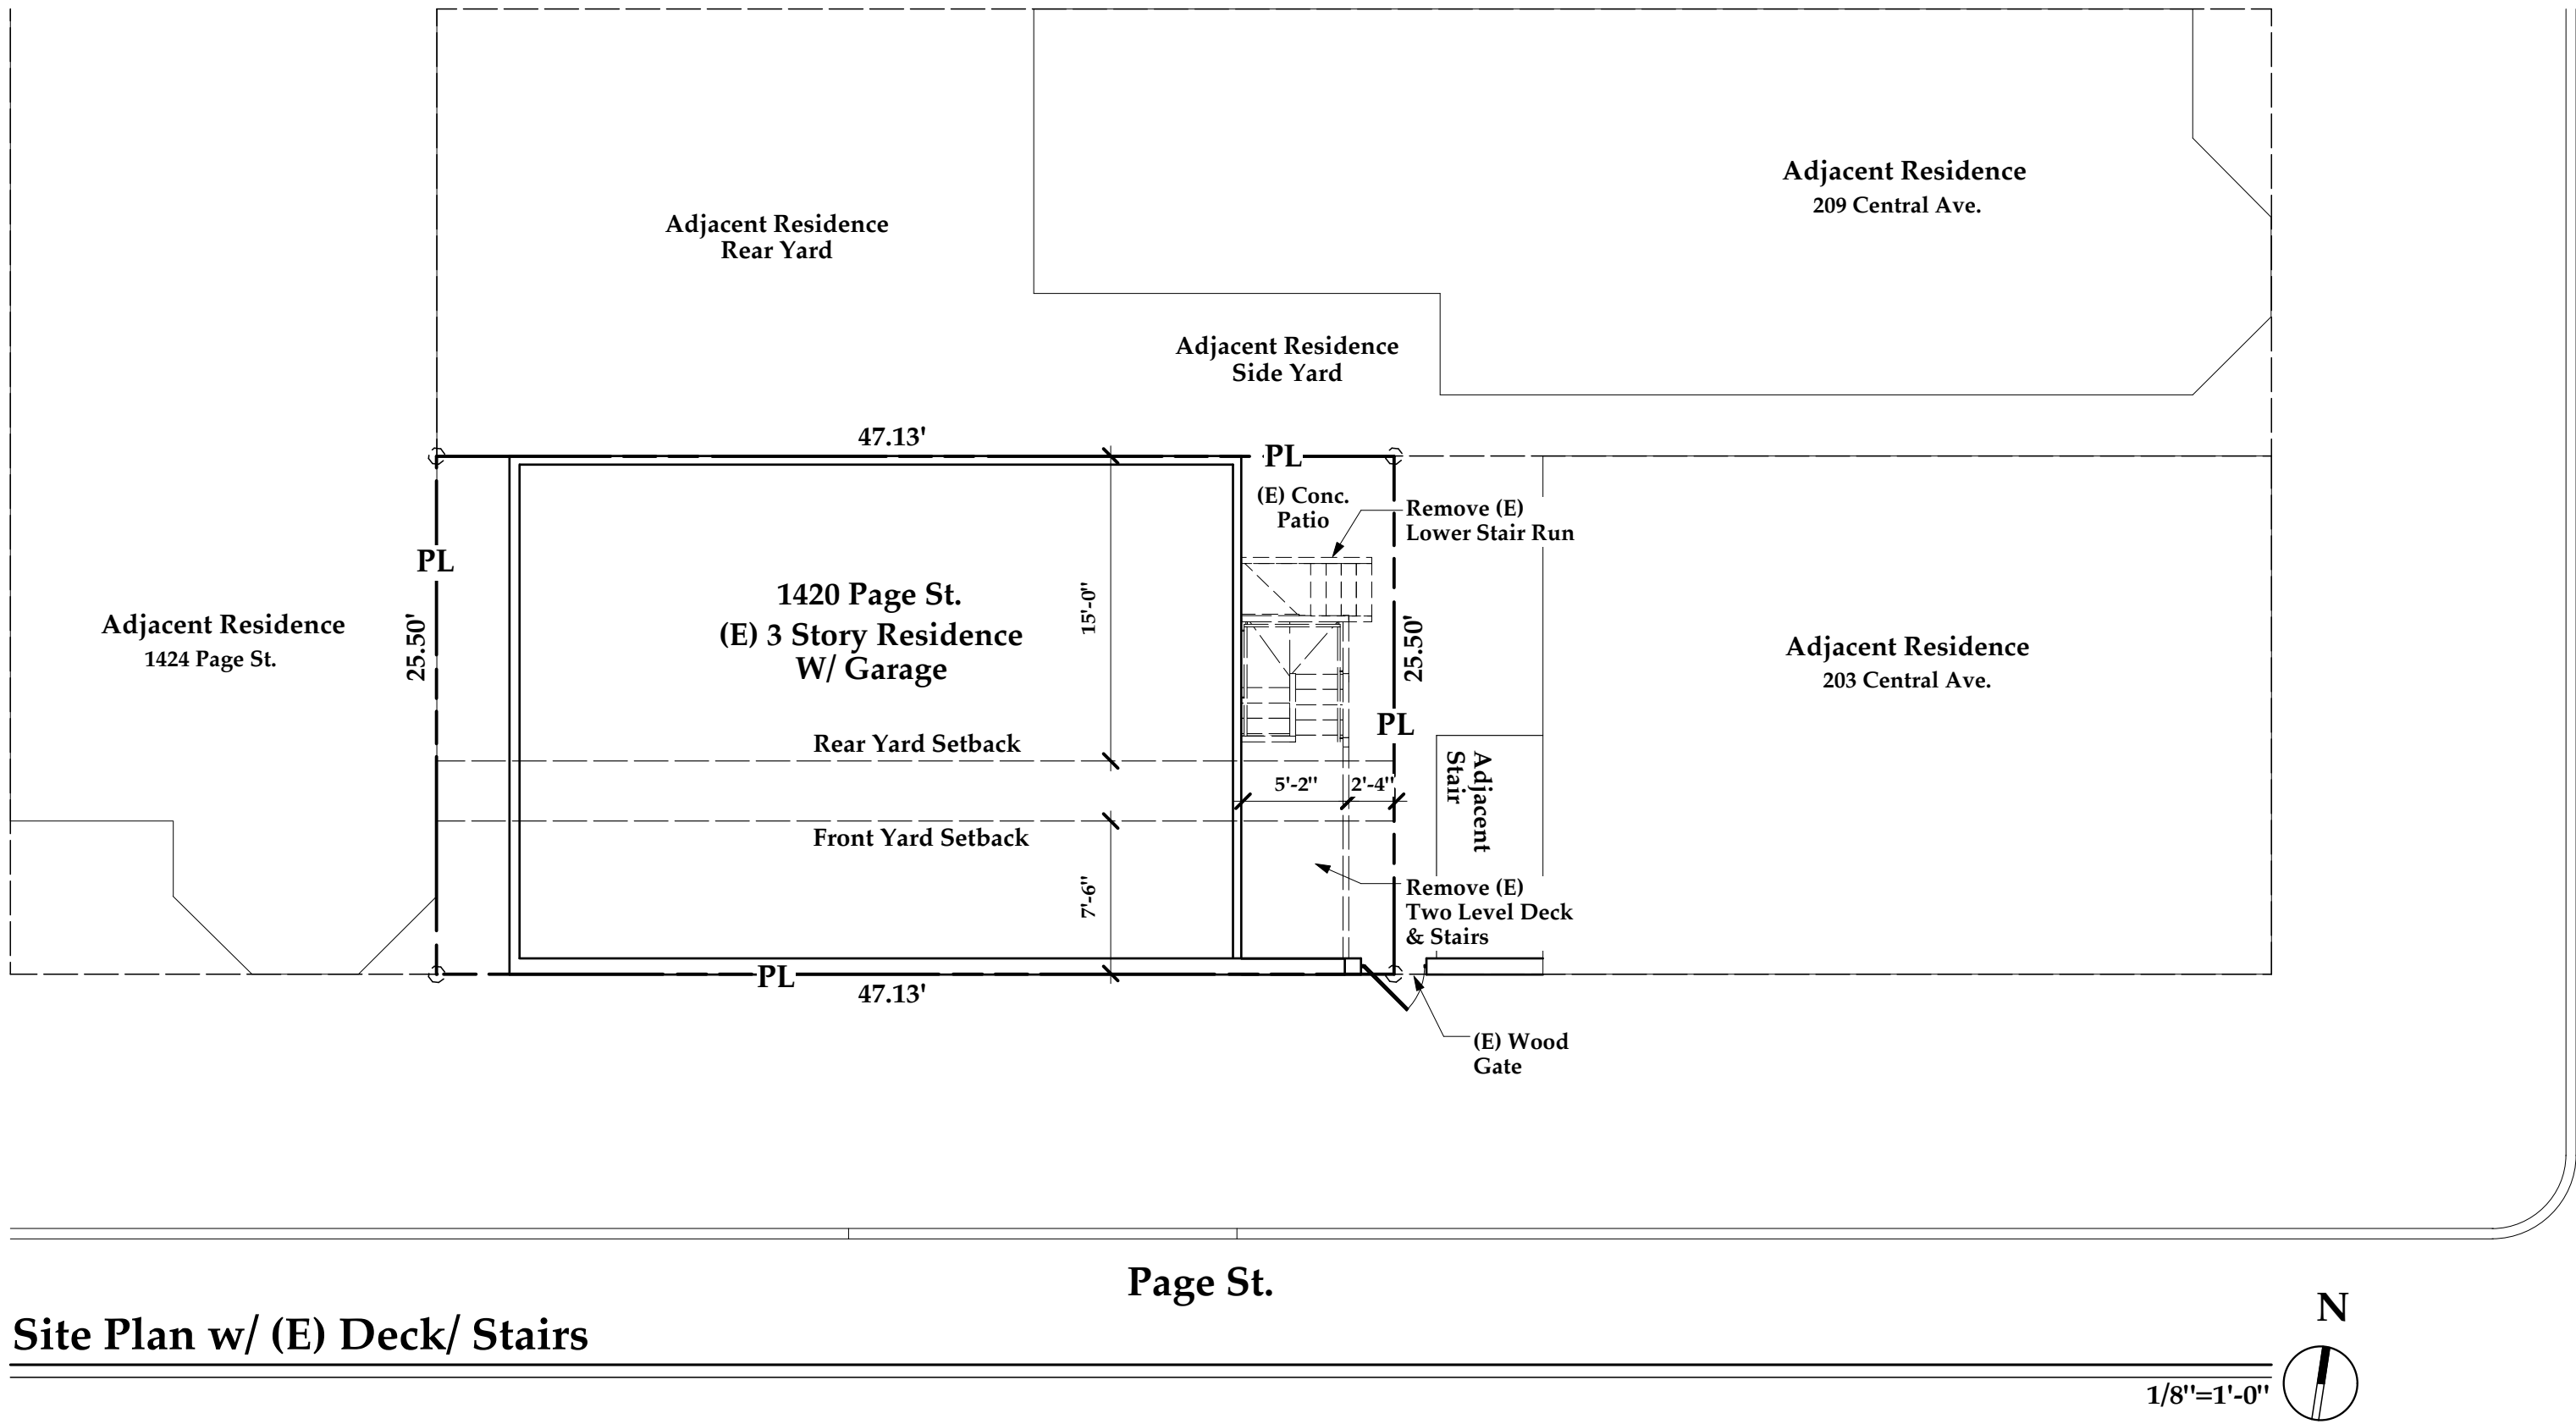 Adjacent Residence
209 Central Ave.
Adjacent Residence
Rear Yard
Adjacent Residence
Side Yard
47.13'
PL
(E) Conc.
Patio
Remove (E)
Lower Stair Run
PL
1420 Page St.
(E) 3 Story Residence
W/ Garage
15'-0"
25.50'
25.50'
Adjacent Residence
1424 Page St.
Adjacent Residence
203 Central Ave.
PL
Rear Yard Setback
5'-2"
2'-4"
Adjacent
Stair
Front Yard Setback
7'-6"
Remove (E)
Two Level Deck
& Stairs
PL
47.13'
(E) Wood
Gate
Page St.
N
Site Plan w/ (E) Deck/ Stairs
1/8"=1'-0"